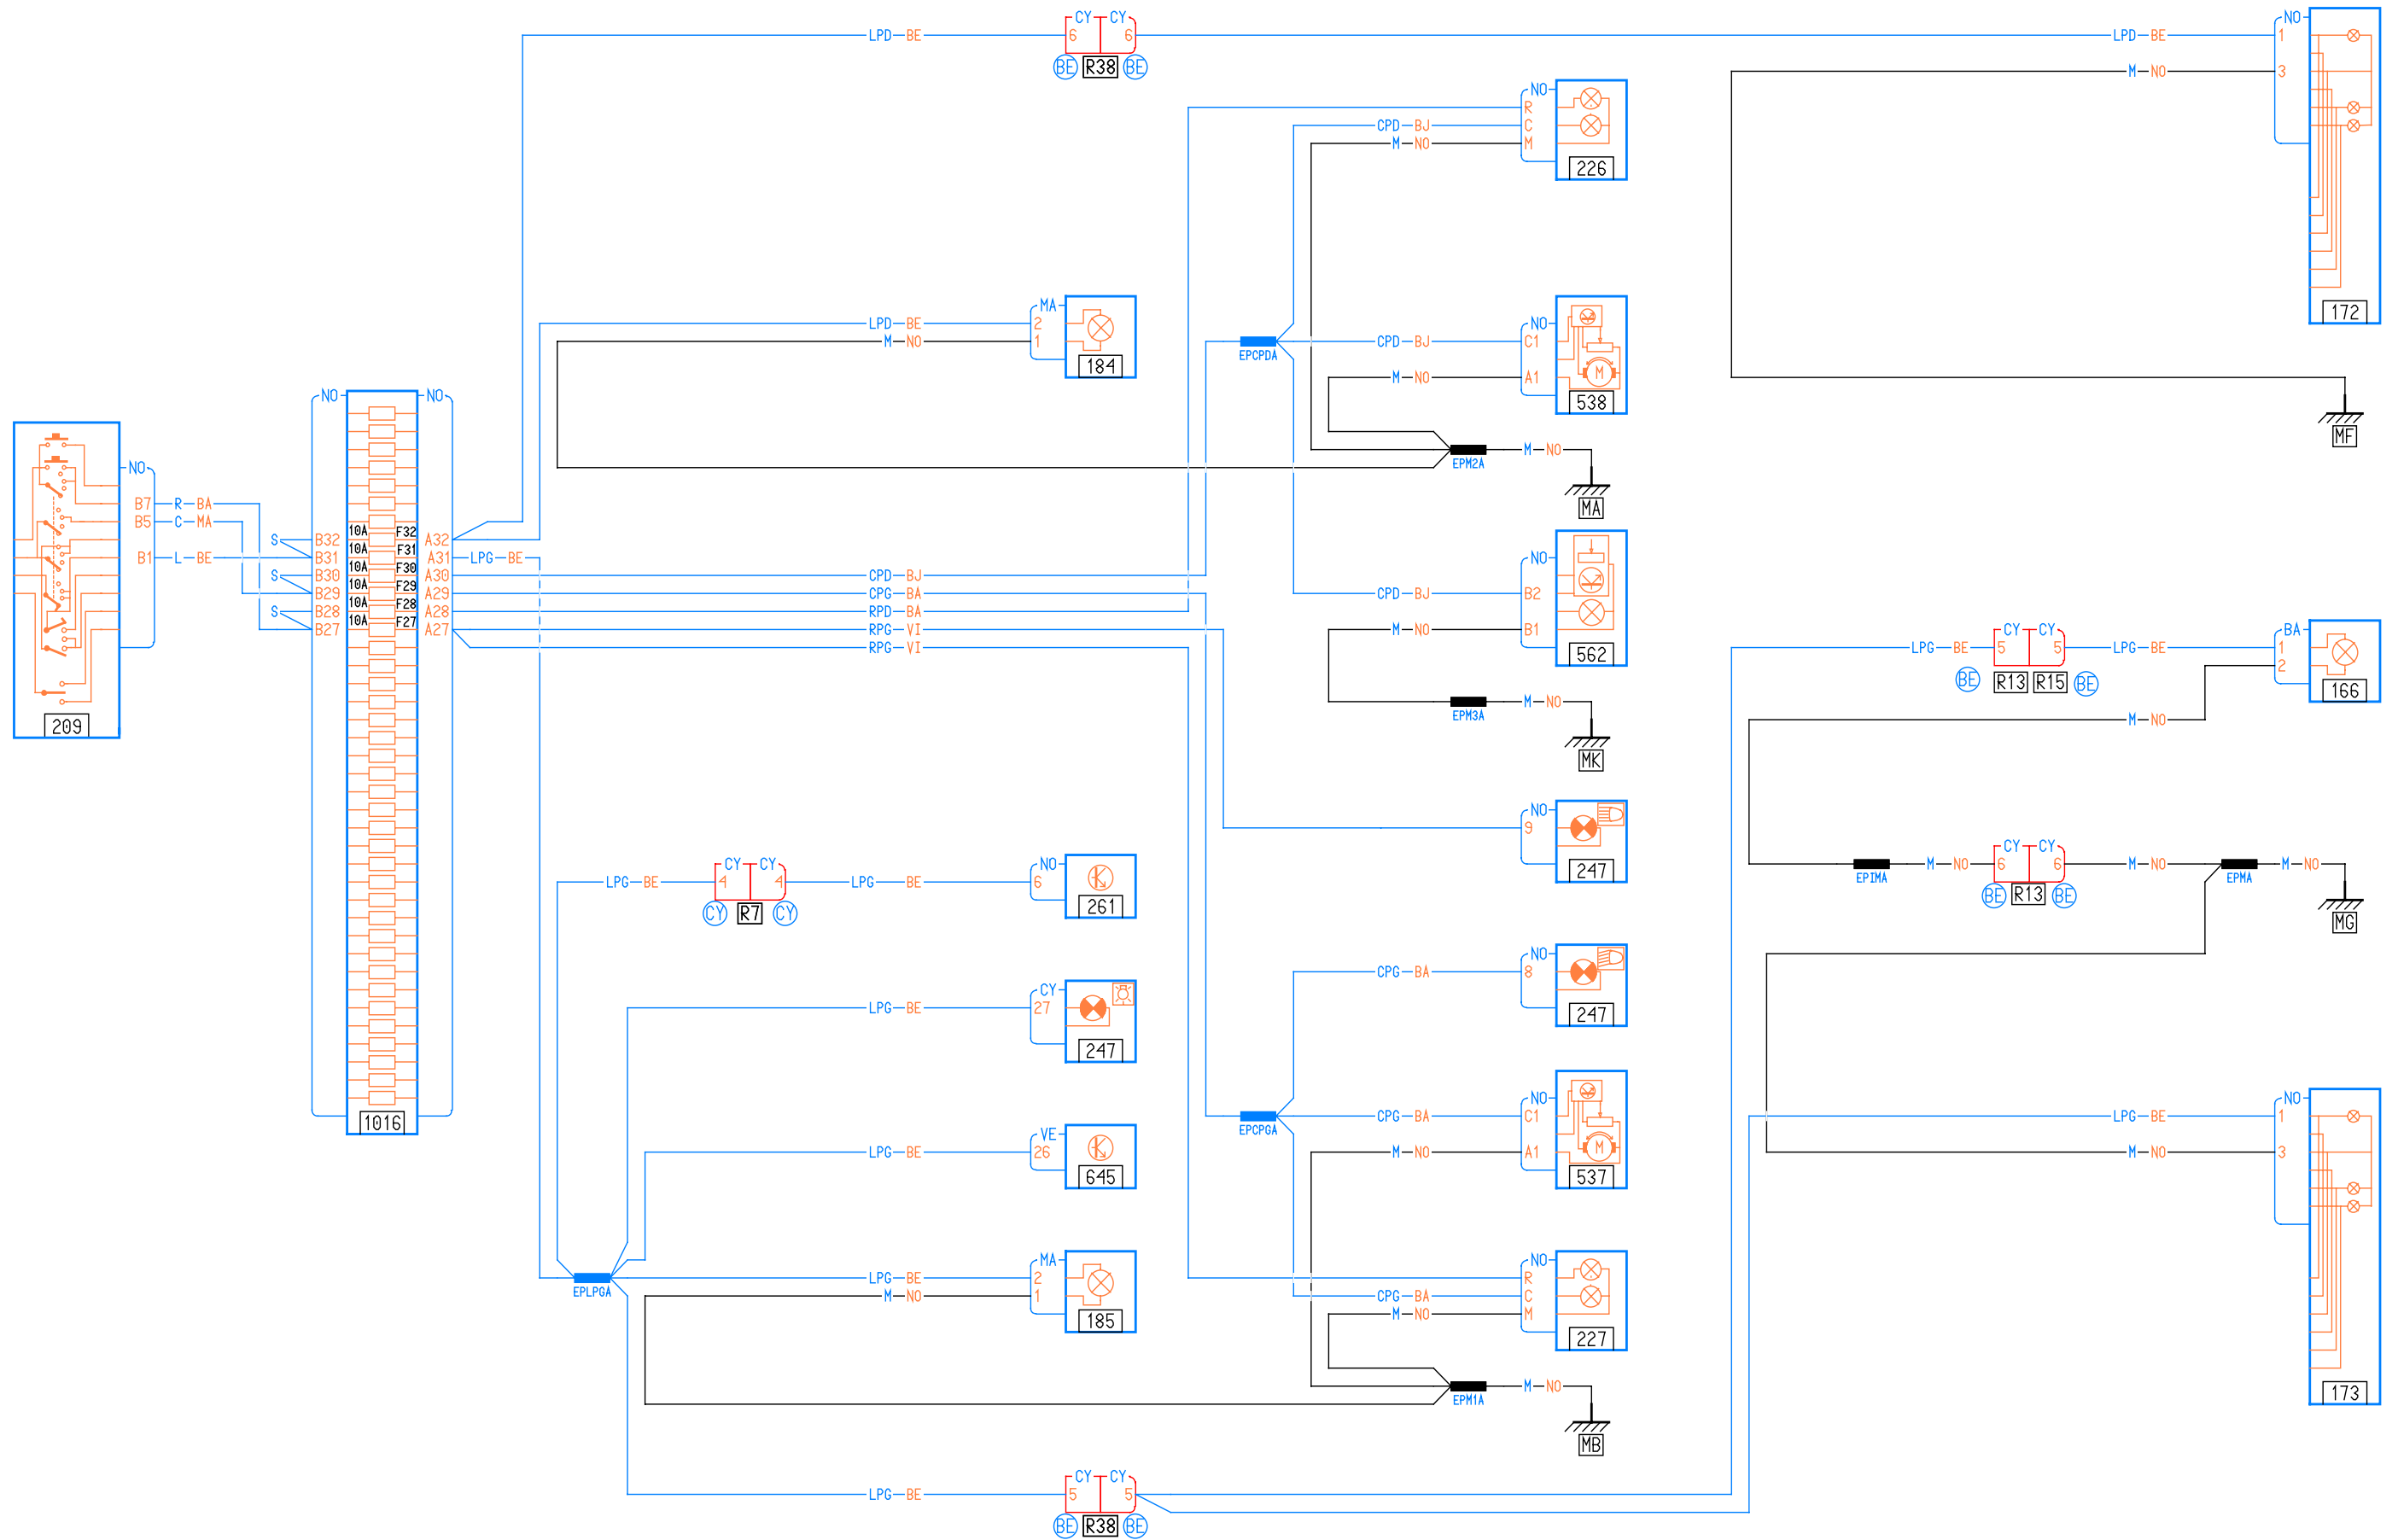 CY CY
LPD BE 6 6 LPD BE
BE R38 BE
NO
1
M NO 3
172
MF
NO
R
CPD BJ C
M NO M
226
MA
LPD BE 2
M NO 1
184
EPCPDA
NO
CPD BJ C1
M NO A1
538
EPM2A M NO
MA
NO
B7 R BA
B5 C MA
B1 L BE
209
NO NO
S B32 10A F32 A32
B31 10A F31 A31 LPG BE
S B30 10A F30 A30 CPD BJ
B29 10A F29 A29 CPG BA
S B28 10A F28 A28 RPD BA
B27 10A F27 A27 RPG VI
RPG VI
1016
NO
CPD BJ B2
M NO B1
562
EPM3A M NO
MK
CY CY
LPG BE 5 5 LPG BE
BE R13 R15 BE
BA
1
2
166
M NO
NO
9
247
CY CY
LPG BE 4 4 LPG BE
CY R7 CY
NO
6
261
CY CY
EPIMA M NO 6 6 M NO EPMA M NO
BE R13 BE
MG
CY
LPG BE 27
247
NO
CPG BA 8
247
VE
LPG BE 26
645
EPCPGA
NO
CPG BA C1
M NO A1
537
NO
LPG BE 1
M NO 3
173
EPLPGA
MA
LPG BE 2
M NO 1
185
NO
R
CPG BA C
M NO M
227
EPM1A M NO
MB
CY CY
LPG BE 5 5
BE R38 BE